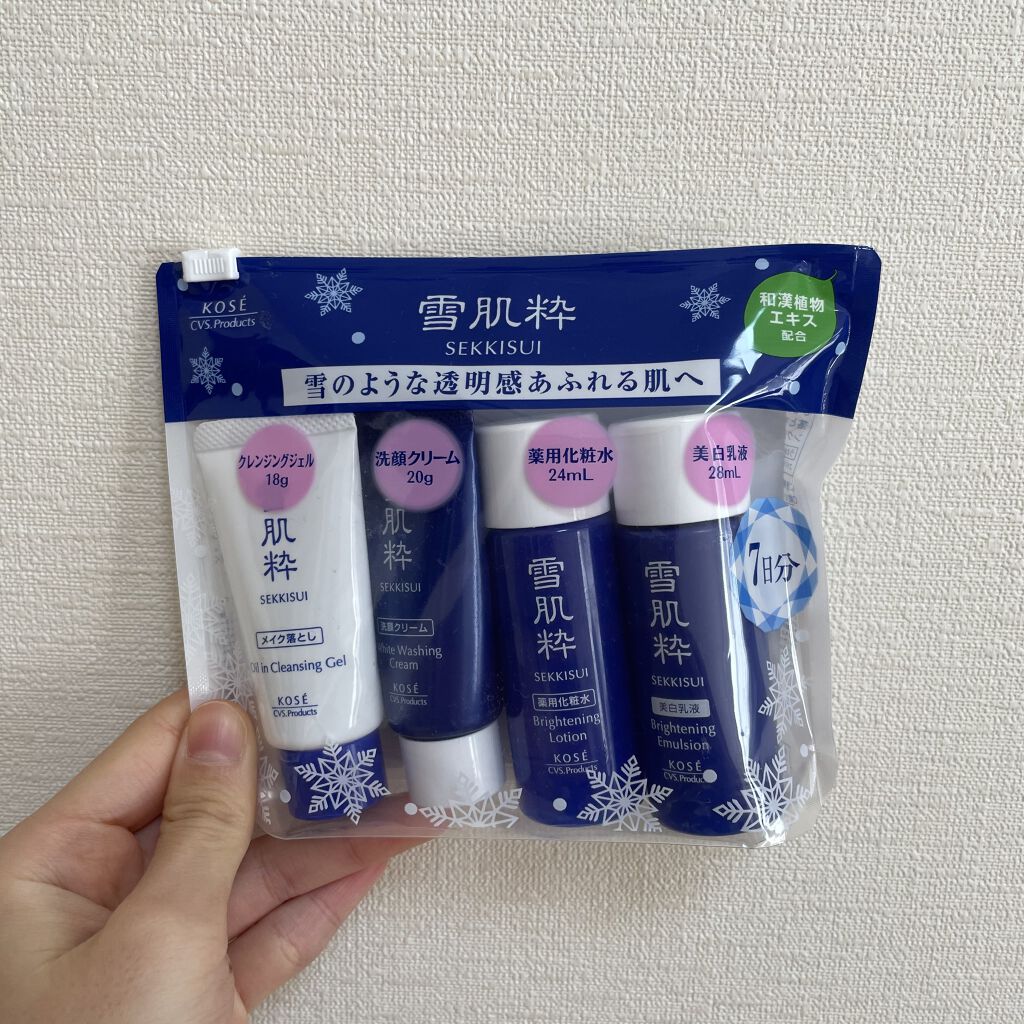 KOSÉ
CVS.Products
雪肌粋
SEKKISUI
和漢植物
エキス
配合
雪のような透明感あふれる肌へ
クレンジングジェル
18g
洗顔クリーム
20g
薬用化粧水
24mL
美白乳液
28mL
7日分
肌粋
SEKKISUI
メイク落とし
Oil in Cleansing Gel
KOSÉ
CVS.Products
肌粋
SEKKISUI
洗顔クリーム
White Washing
Cream
KOSÉ
CVS.Products
雪肌粋
SEKKISUI
薬用化粧水
Brightening
Lotion
KOSÉ
CVS.Products
雪肌粋
SEKKISUI
美白乳液
Brightening
Emulsion
KOSÉ
CVS.Products